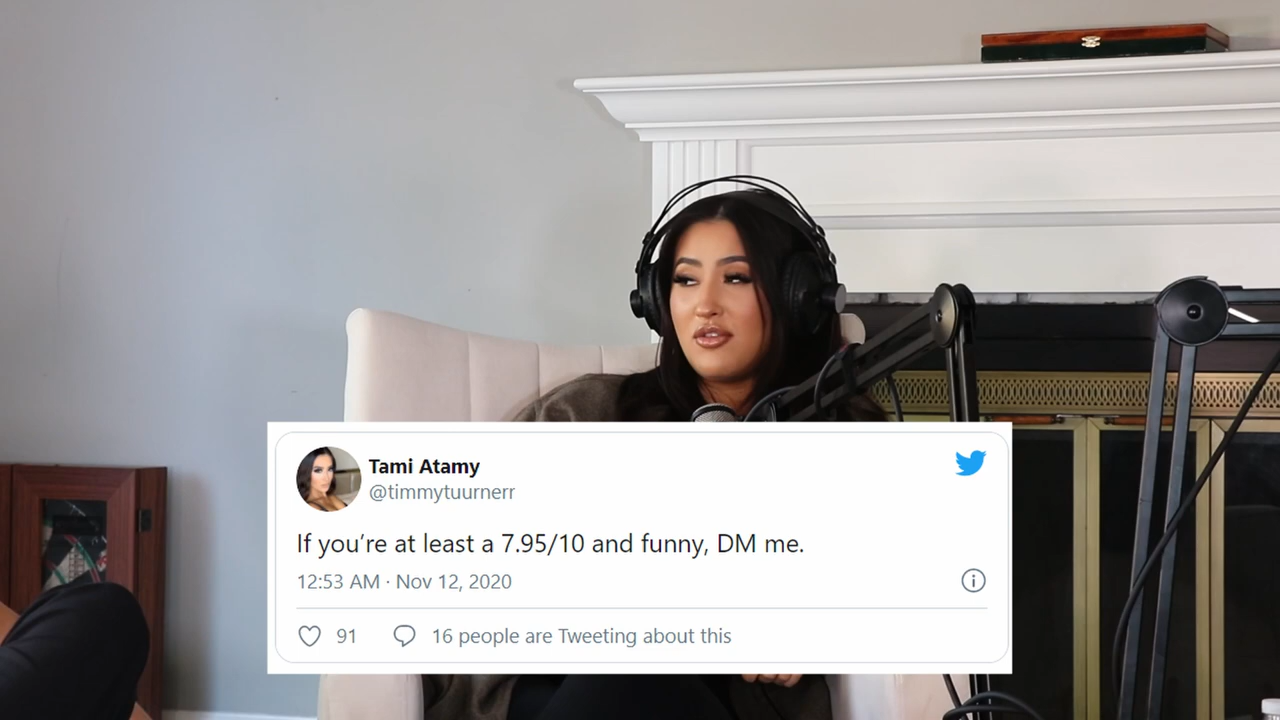 Tami Atamy
@timmytuurnerr
If you’re at least a 7.95/10 and funny, DM me.
12:53 AM · Nov 12, 2020
91
16 people are Tweeting about this